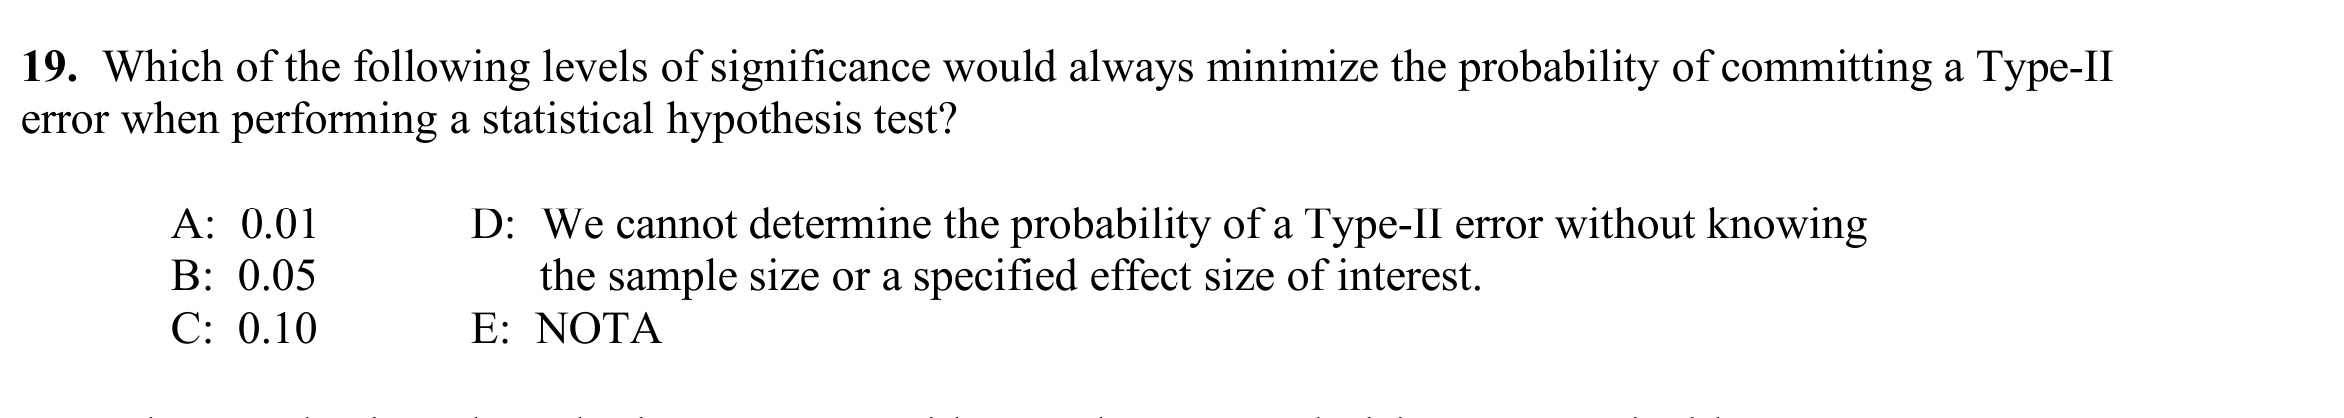 19. Which of the following levels of significance would always minimize the probability of committing a Type-II
error when performing a statistical hypothesis test?
A: 0.01
B: 0.05
C: 0.10
D: We cannot determine the probability of a Type-II error without knowing
the sample size or a specified effect size of interest.
E: NOTA